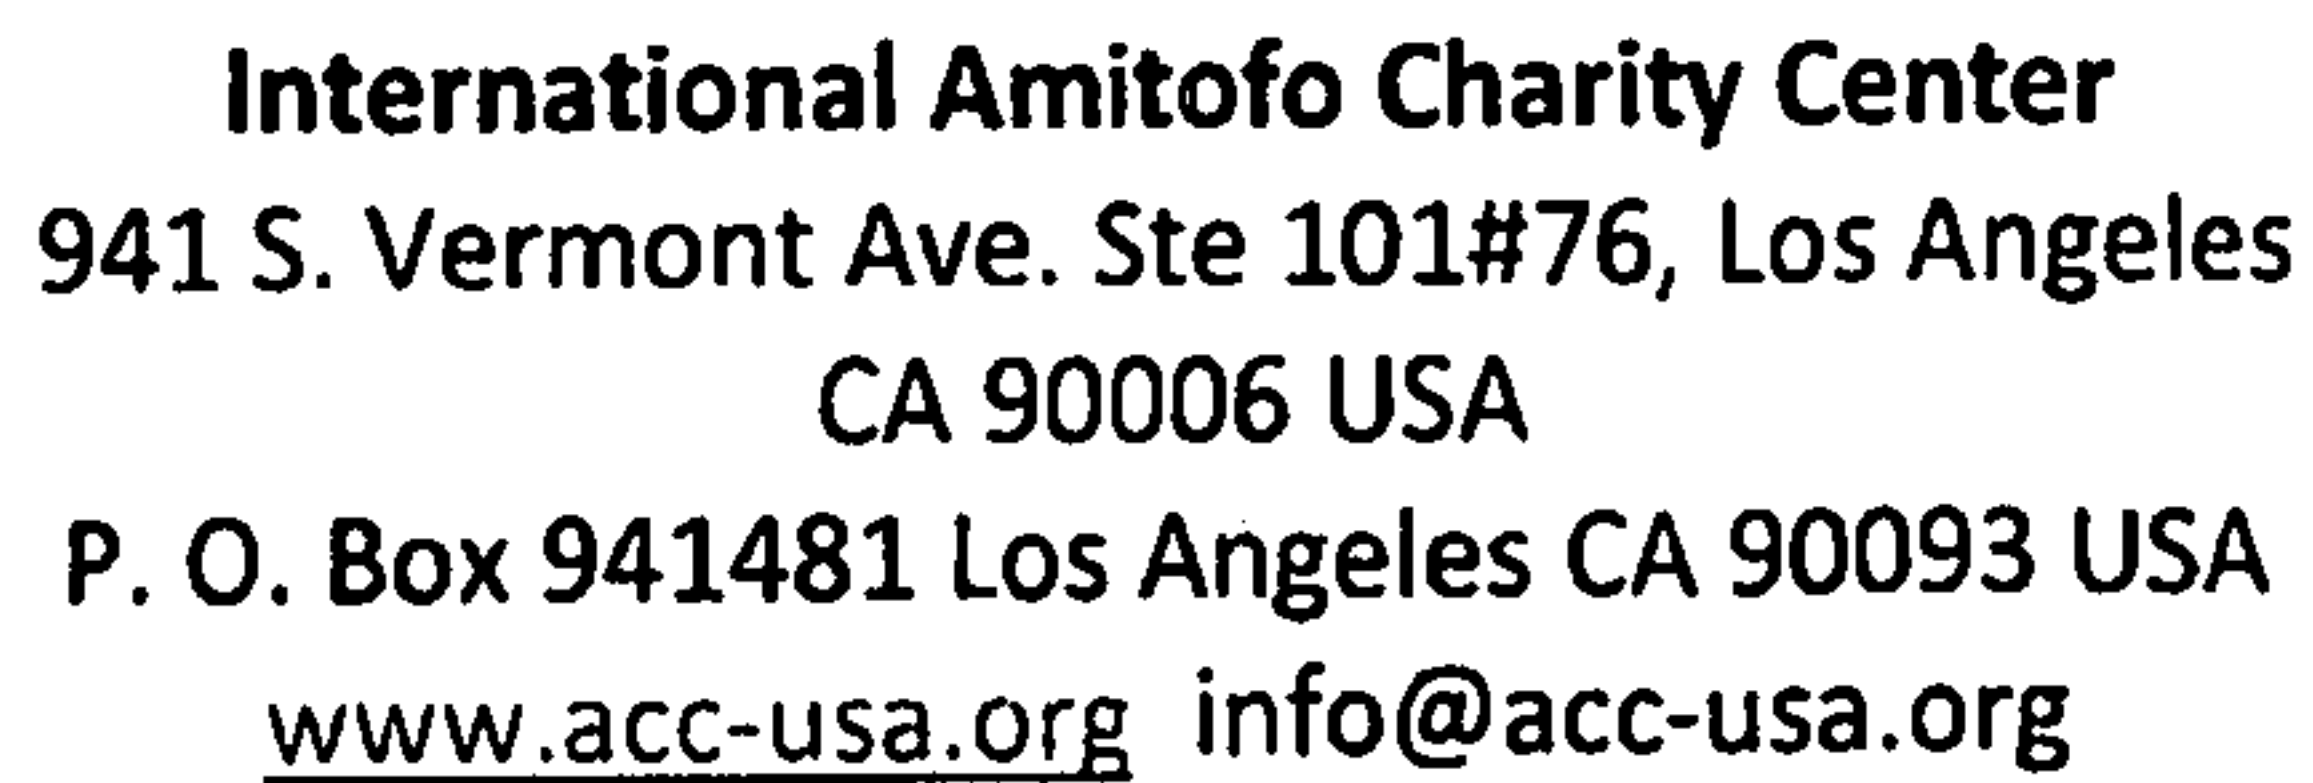 International Amitofo Charity Center
941 S. Vermont Ave. Ste 101#76, Los Angeles
CA 90006 USA
P. O. Box 941481 Los Angeles CA 90093 USA
www.acc-usa.org info@acc-usa.org